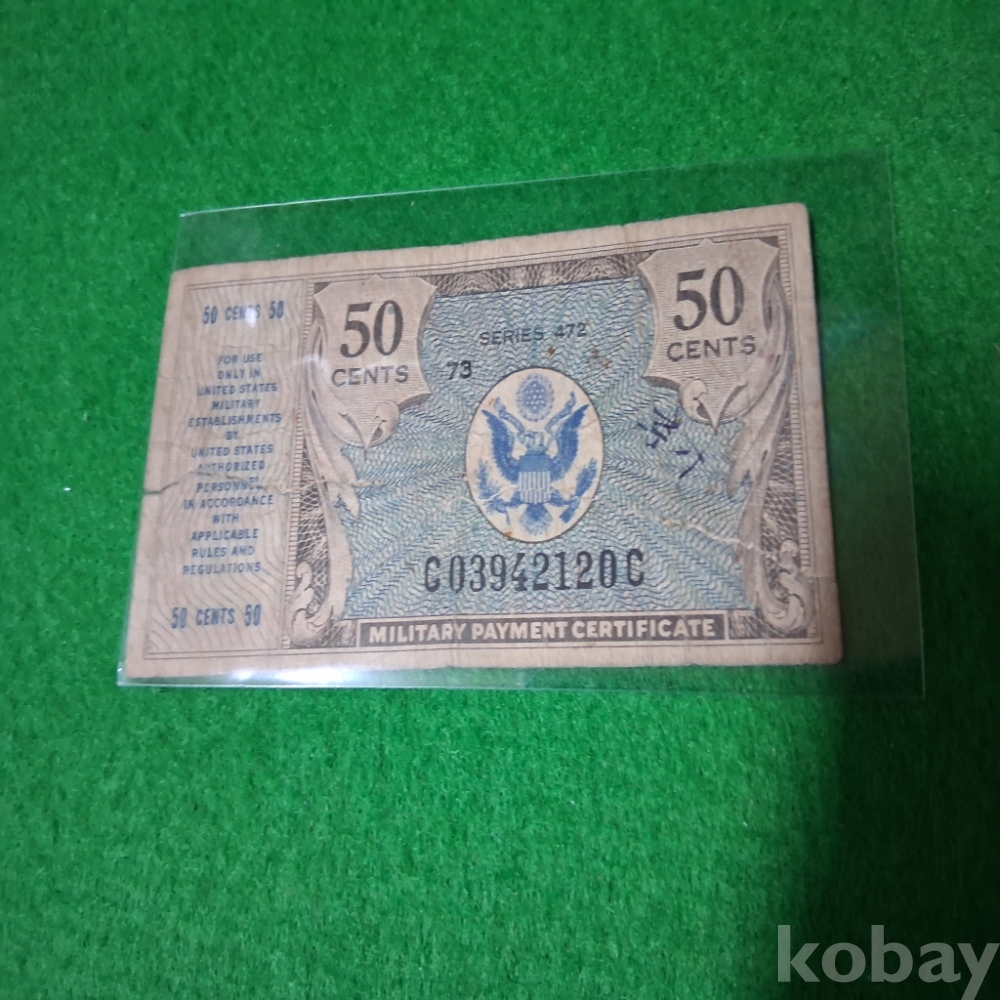 50 CENTS 50
FOR USE
ONLY IN
UNITED STATES
MILITARY
ESTABLISHMENTS
BY
UNITED STATES
AUTHORIZED
PERSONNEL
IN ACCORDANCE
WITH
APPLICABLE
RULES AND
REGULATIONS
50 CENTS 50
50
CENTS
SERIES 472
73
50
CENTS
C03942120C
MILITARY PAYMENT CERTIFICATE
kobay